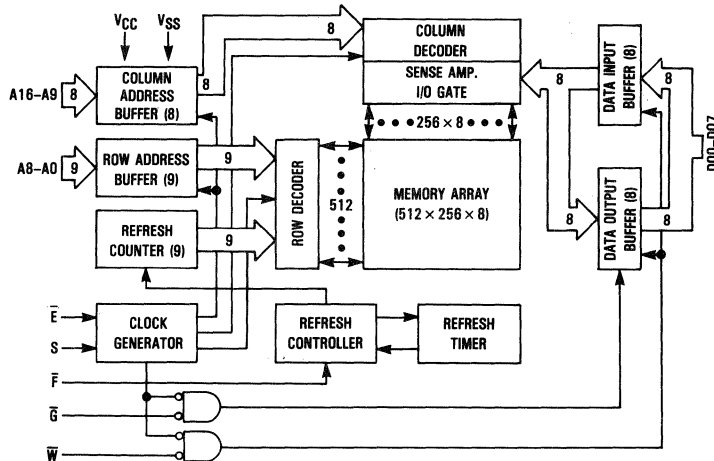 VCC VSS
A16–A9 8
COLUMN
ADDRESS
BUFFER (8)
8
8
COLUMN
DECODER
SENSE AMP.
I/O GATE
8
DATA INPUT
BUFFER (8)
8
DQ0–DQ7
256 × 8
A8–A0 9
ROW ADDRESS
BUFFER (9)
9
ROW DECODER
512
MEMORY ARRAY
(512 × 256 × 8)
8
DATA OUTPUT
BUFFER (8)
8
REFRESH
COUNTER (9)
9
E̅
S
CLOCK
GENERATOR
REFRESH
CONTROLLER
REFRESH
TIMER
F̅
G̅
W̅